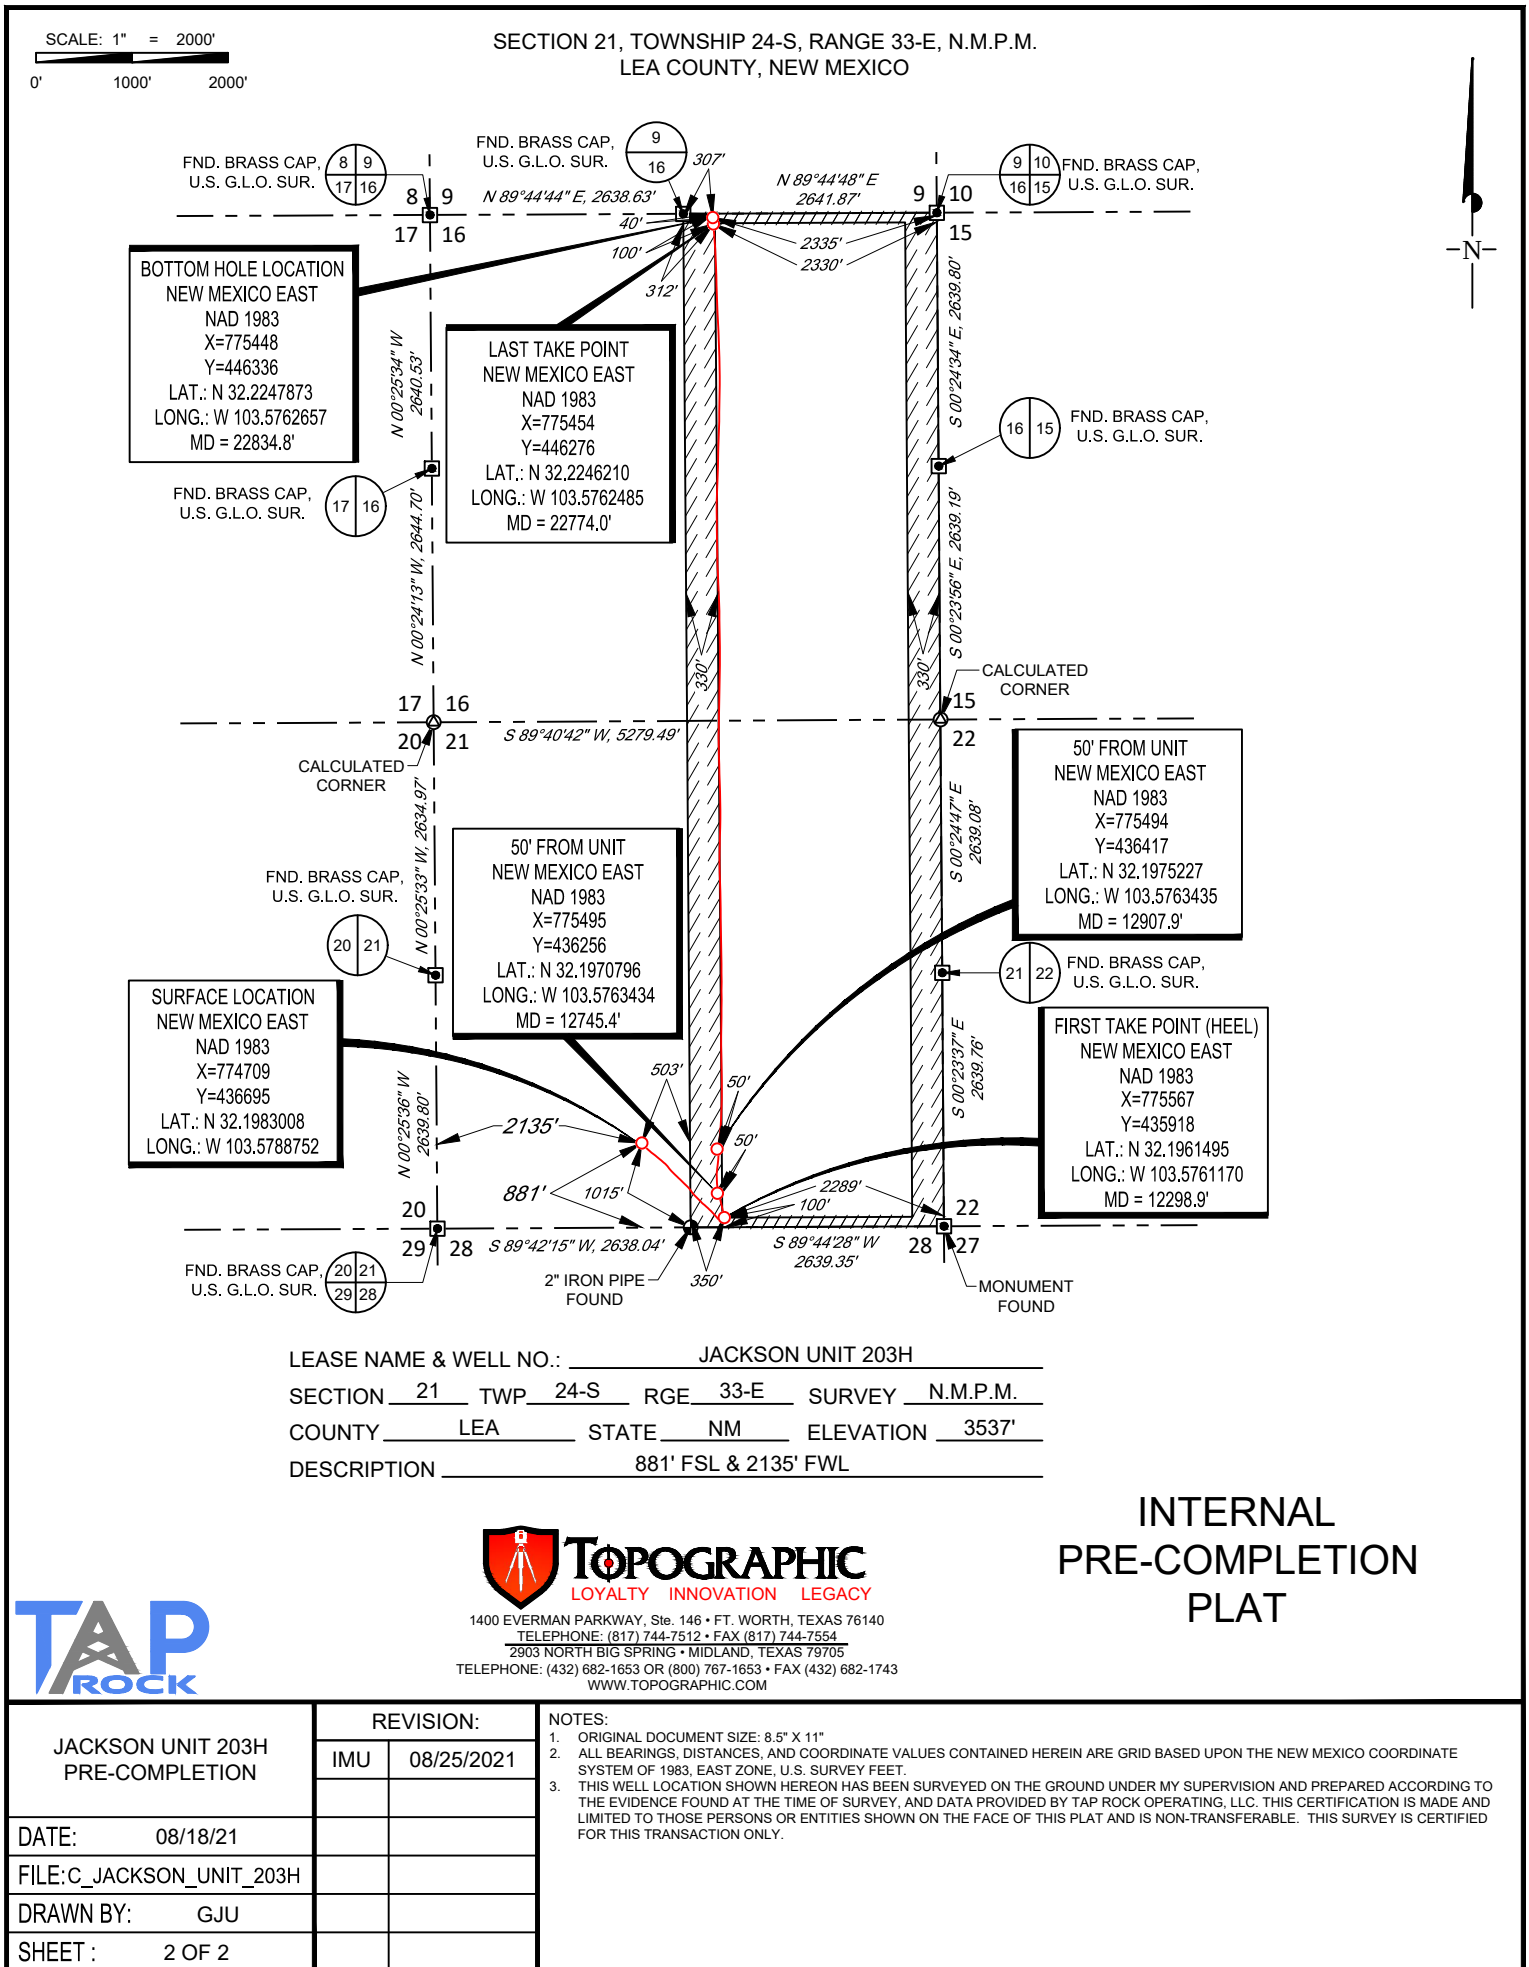 SCALE: 1" = 2000'
0' 1000' 2000'
SECTION 21, TOWNSHIP 24-S, RANGE 33-E, N.M.P.M.
LEA COUNTY, NEW MEXICO
-N-
FND. BRASS CAP,
U.S. G.L.O. SUR.
8 9
17 16
FND. BRASS CAP,
U.S. G.L.O. SUR.
9
16
307'
9 10
16 15
FND. BRASS CAP,
U.S. G.L.O. SUR.
8 9
17 16
N 89°44'44" E, 2638.63'
N 89°44'48" E
2641.87'
9 10
15
40'
100'
312'
2335'
2330'
BOTTOM HOLE LOCATION
NEW MEXICO EAST
NAD 1983
X=775448
Y=446336
LAT.: N 32.2247873
LONG.: W 103.5762657
MD = 22834.8'
N 00°25'34" W
2640.53'
LAST TAKE POINT
NEW MEXICO EAST
NAD 1983
X=775454
Y=446276
LAT.: N 32.2246210
LONG.: W 103.5762485
MD = 22774.0'
S 00°24'34" E, 2639.80'
16 15
FND. BRASS CAP,
U.S. G.L.O. SUR.
FND. BRASS CAP,
U.S. G.L.O. SUR.
17 16
N 00°24'13" W, 2644.70'
S 00°23'56" E, 2639.19'
330'
330'
CALCULATED
CORNER
17 16
20 21
S 89°40'42" W, 5279.49'
15
22
CALCULATED
CORNER
N 00°25'33" W, 2634.97'
50' FROM UNIT
NEW MEXICO EAST
NAD 1983
X=775494
Y=436417
LAT.: N 32.1975227
LONG.: W 103.5763435
MD = 12907.9'
S 00°24'47" E
2639.08'
50' FROM UNIT
NEW MEXICO EAST
NAD 1983
X=775495
Y=436256
LAT.: N 32.1970796
LONG.: W 103.5763434
MD = 12745.4'
FND. BRASS CAP,
U.S. G.L.O. SUR.
20 21
21 22
FND. BRASS CAP,
U.S. G.L.O. SUR.
SURFACE LOCATION
NEW MEXICO EAST
NAD 1983
X=774709
Y=436695
LAT.: N 32.1983008
LONG.: W 103.5788752
FIRST TAKE POINT (HEEL)
NEW MEXICO EAST
NAD 1983
X=775567
Y=435918
LAT.: N 32.1961495
LONG.: W 103.5761170
MD = 12298.9'
N 00°25'36" W
2639.80'
S 00°23'37" E
2639.76'
503'
50'
2135'
50'
881'
1015'
2289'
100'
20
29 28
S 89°42'15" W, 2638.04'
S 89°44'28" W
2639.35'
22
28 27
FND. BRASS CAP,
U.S. G.L.O. SUR.
20 21
29 28
2" IRON PIPE
FOUND
350'
MONUMENT
FOUND
LEASE NAME & WELL NO.: JACKSON UNIT 203H
SECTION 21 TWP 24-S RGE 33-E SURVEY N.M.P.M.
COUNTY LEA STATE NM ELEVATION 3537'
DESCRIPTION 881' FSL & 2135' FWL
INTERNAL
PRE-COMPLETION
PLAT
TOPOGRAPHIC
LOYALTY INNOVATION LEGACY
1400 EVERMAN PARKWAY, Ste. 146 • FT. WORTH, TEXAS 76140
TELEPHONE: (817) 744-7512 • FAX (817) 744-7554
2903 NORTH BIG SPRING • MIDLAND, TEXAS 79705
TELEPHONE: (432) 682-1653 OR (800) 767-1653 • FAX (432) 682-1743
WWW.TOPOGRAPHIC.COM
TAP
ROCK
JACKSON UNIT 203H
PRE-COMPLETION
DATE: 08/18/21
FILE: C_JACKSON_UNIT_203H
DRAWN BY: GJU
SHEET : 2 OF 2
REVISION:
IMU 08/25/2021
NOTES:
1. ORIGINAL DOCUMENT SIZE: 8.5" X 11"
2. ALL BEARINGS, DISTANCES, AND COORDINATE VALUES CONTAINED HEREIN ARE GRID BASED UPON THE NEW MEXICO COORDINATE
SYSTEM OF 1983, EAST ZONE, U.S. SURVEY FEET.
3. THIS WELL LOCATION SHOWN HEREON HAS BEEN SURVEYED ON THE GROUND UNDER MY SUPERVISION AND PREPARED ACCORDING TO
THE EVIDENCE FOUND AT THE TIME OF SURVEY, AND DATA PROVIDED BY TAP ROCK OPERATING, LLC. THIS CERTIFICATION IS MADE AND
LIMITED TO THOSE PERSONS OR ENTITIES SHOWN ON THE FACE OF THIS PLAT AND IS NON-TRANSFERABLE. THIS SURVEY IS CERTIFIED
FOR THIS TRANSACTION ONLY.